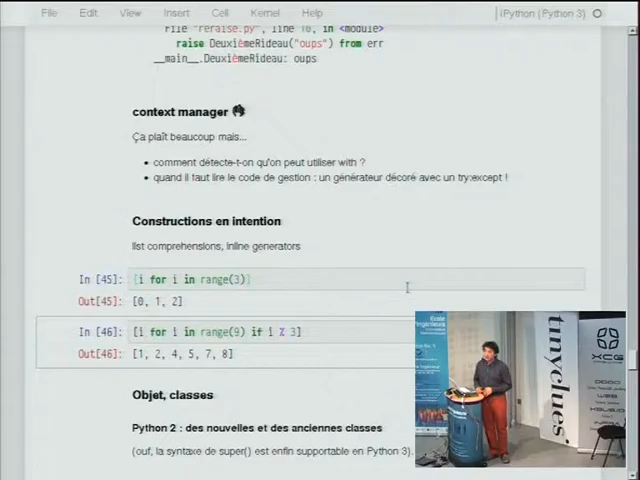 File Edit View Insert Cell Kernel Help IPython (Python 3)
File "reraise.py", line 10, in <module>
raise DeuxièmeRideau("oups") from err
__main__.DeuxièmeRideau: oups
context manager
Ça plaît beaucoup mais...
comment détecte-t-on qu'on peut utiliser with ?
quand il faut lire le code de gestion : un générateur décoré avec un try:except !
Constructions en intention
list comprehensions, inline generators
In [45]: [i for i in range(3)]
Out[45]: [0, 1, 2]
In [46]: [i for i in range(9) if i % 3]
Out[46]: [1, 2, 4, 5, 7, 8]
Objet, classes
Python 2 : des nouvelles et des anciennes classes
(ouf, la syntaxe de super() est enfin supportable en Python 3).
École
d'ingénieurs
tinyclues
XCG